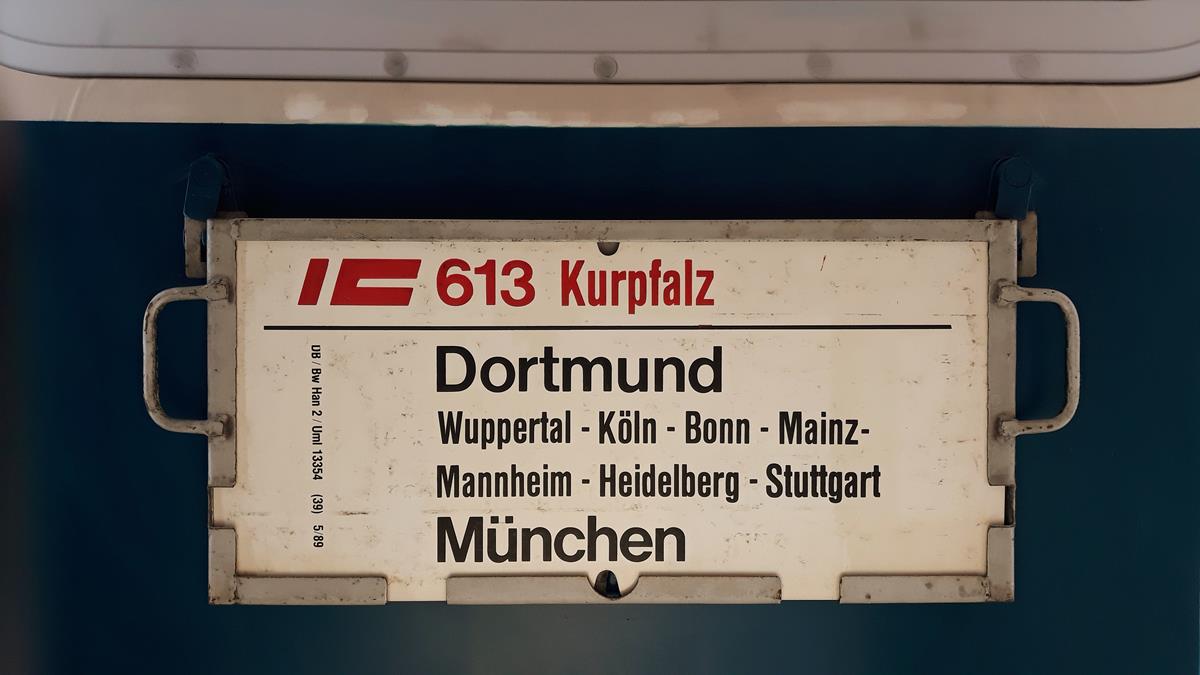 IC 613 Kurpfalz
Dortmund
Wuppertal - Köln - Bonn - Mainz-
Mannheim - Heidelberg - Stuttgart
München
DB / Bw Han 2 / Uml 13354 (39) 5/89